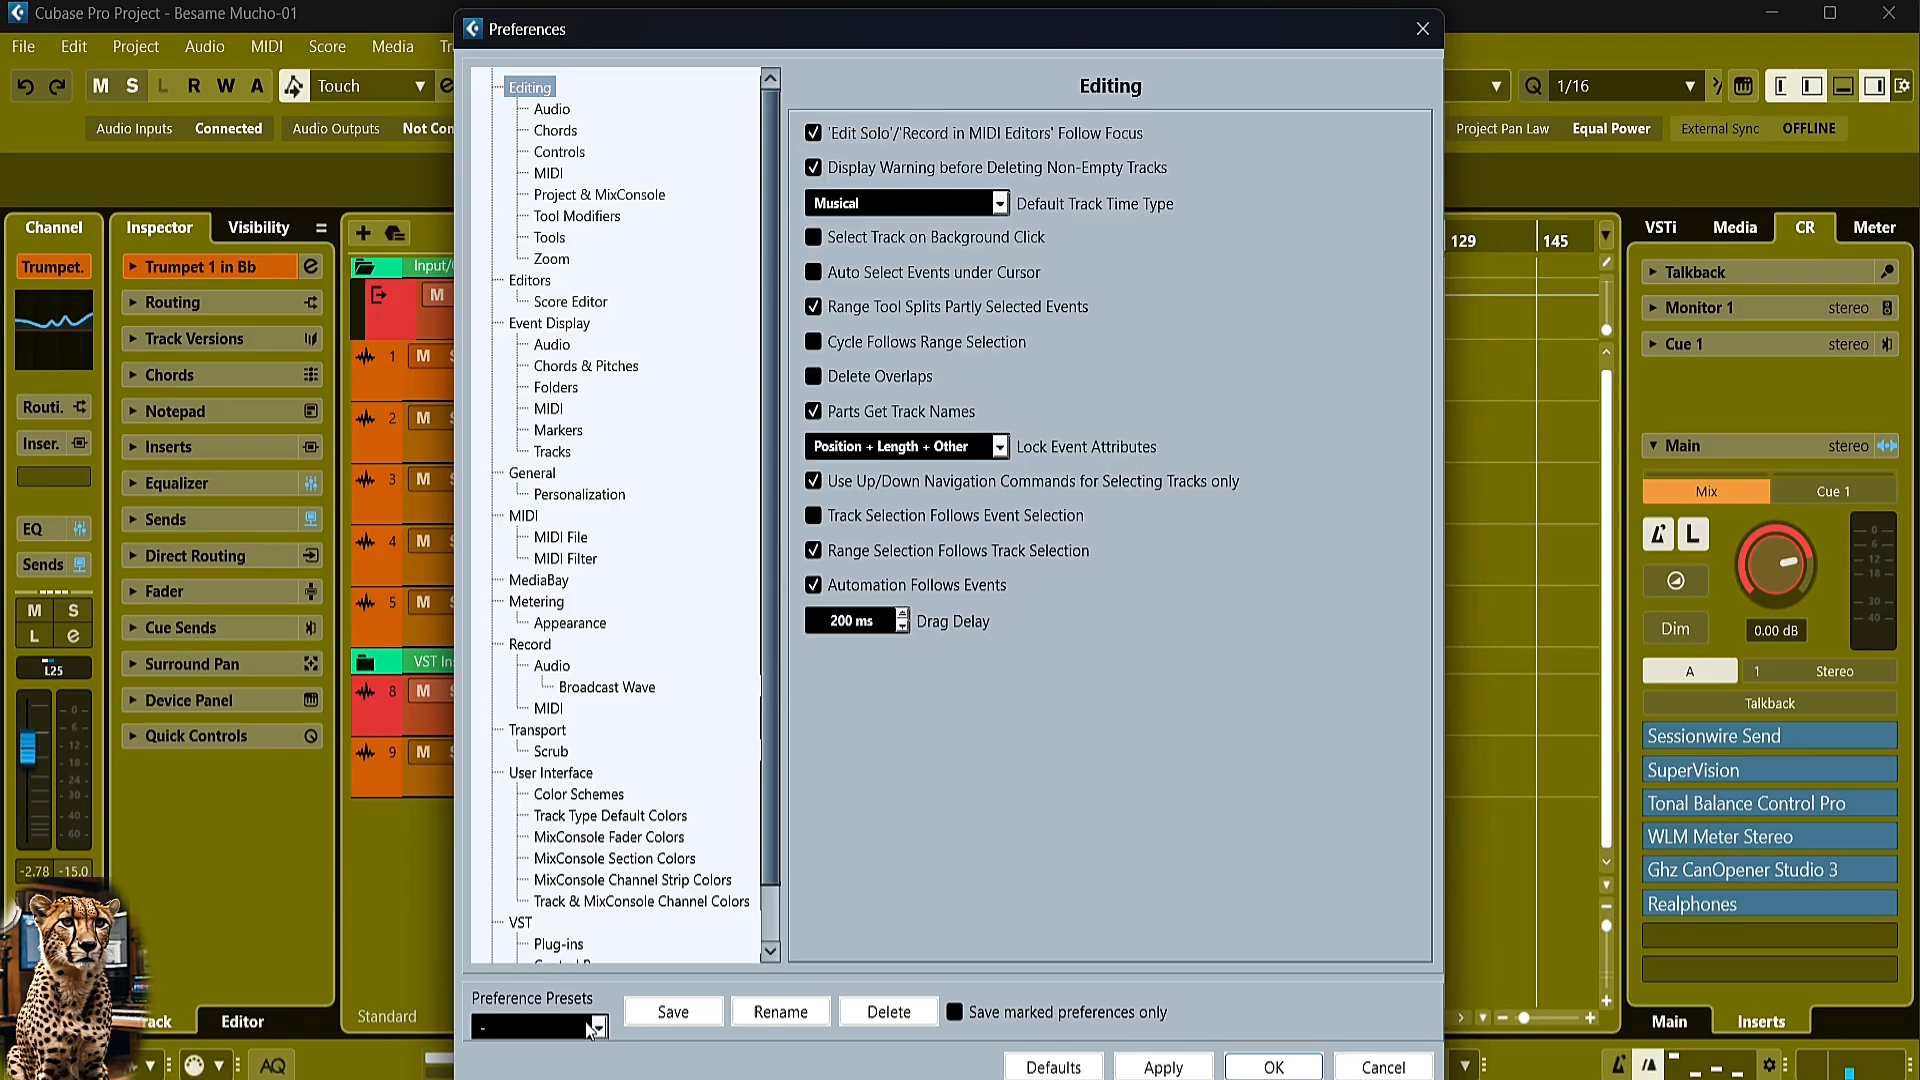 Cubase Pro Project - Besame Mucho-01
File Edit Project Audio MIDI Score Media
M S L R W A Touch
1/16
Audio Inputs Connected Audio Outputs
Project Pan Law Equal Power External Sync OFFLINE
Preferences
Editing
Audio
Chords
Controls
MIDI
Project & MixConsole
Tool Modifiers
Tools
Zoom
Editors
Score Editor
Event Display
Audio
Chords & Pitches
Folders
MIDI
Markers
Tracks
General
Personalization
MIDI
MIDI File
MIDI Filter
MediaBay
Metering
Appearance
Record
Audio
Broadcast Wave
MIDI
Transport
Scrub
User Interface
Color Schemes
Track Type Default Colors
MixConsole Fader Colors
MixConsole Section Colors
MixConsole Channel Strip Colors
Track & MixConsole Channel Colors
VST
Plug-ins
Editing
'Edit Solo'/'Record in MIDI Editors' Follow Focus
Display Warning before Deleting Non-Empty Tracks
Musical Default Track Time Type
Select Track on Background Click
Auto Select Events under Cursor
Range Tool Splits Partly Selected Events
Cycle Follows Range Selection
Delete Overlaps
Parts Get Track Names
Position + Length + Other Lock Event Attributes
Use Up/Down Navigation Commands for Selecting Tracks only
Track Selection Follows Event Selection
Range Selection Follows Track Selection
Automation Follows Events
200 ms Drag Delay
Preference Presets
-
Save Rename Delete Save marked preferences only
Defaults Apply OK Cancel
Channel
Trumpet.
Routi.
Inser.
EQ
Sends
M S
L e
L25
-2.78 -15.0
Inspector Visibility
Trumpet 1 in Bb
Routing
Track Versions
Chords
Notepad
Inserts
Equalizer
Sends
Direct Routing
Fader
Cue Sends
Surround Pan
Device Panel
Quick Controls
Editor
AQ
M
1 M S
2 M S
3 M S
4 M S
5 M S
8 M S
9 M S
Standard
129 145
VSTi Media CR Meter
Talkback
Monitor 1 stereo
Cue 1 stereo
Main stereo
Mix Cue 1
L
Dim 0.00 dB
A 1 Stereo
Talkback
Sessionwire Send
SuperVision
Tonal Balance Control Pro
WLM Meter Stereo
Ghz CanOpener Studio 3
Realphones
Main Inserts